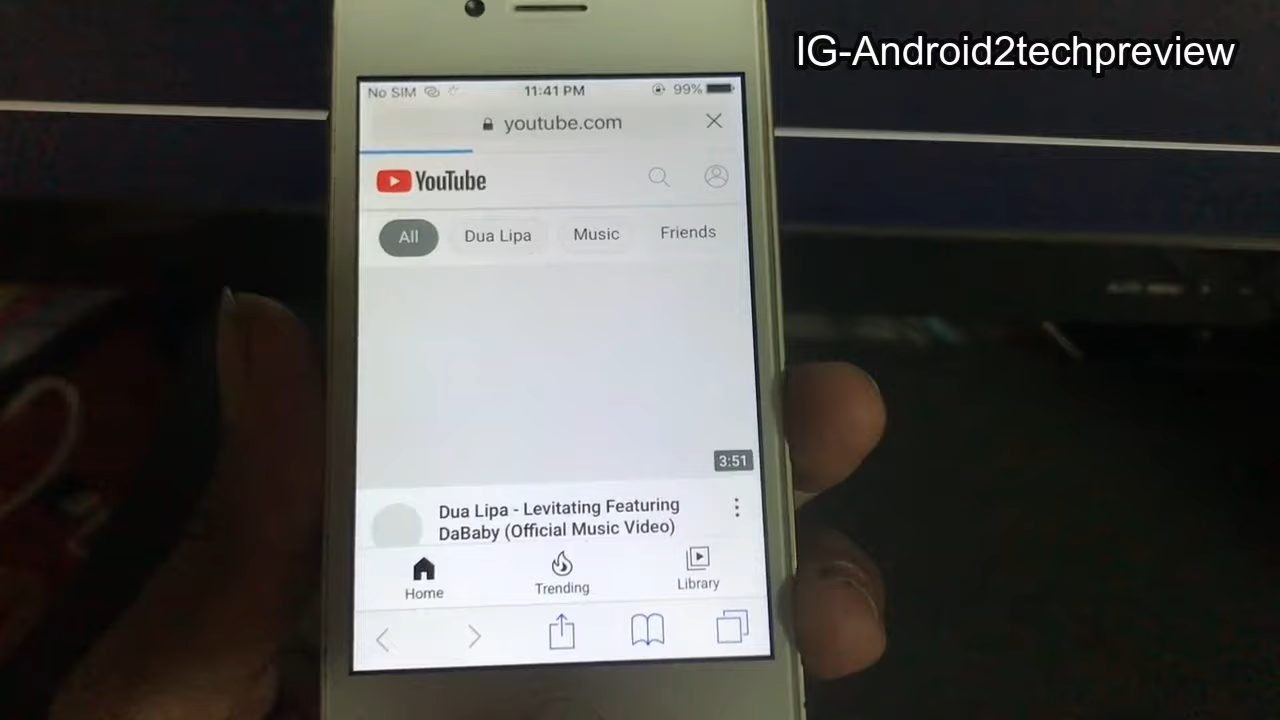 IG-Android2techpreview
No SIM 11:41 PM 99%
youtube.com
YouTube
All Dua Lipa Music Friends
3:51
Dua Lipa - Levitating Featuring
DaBaby (Official Music Video)
Home Trending Library